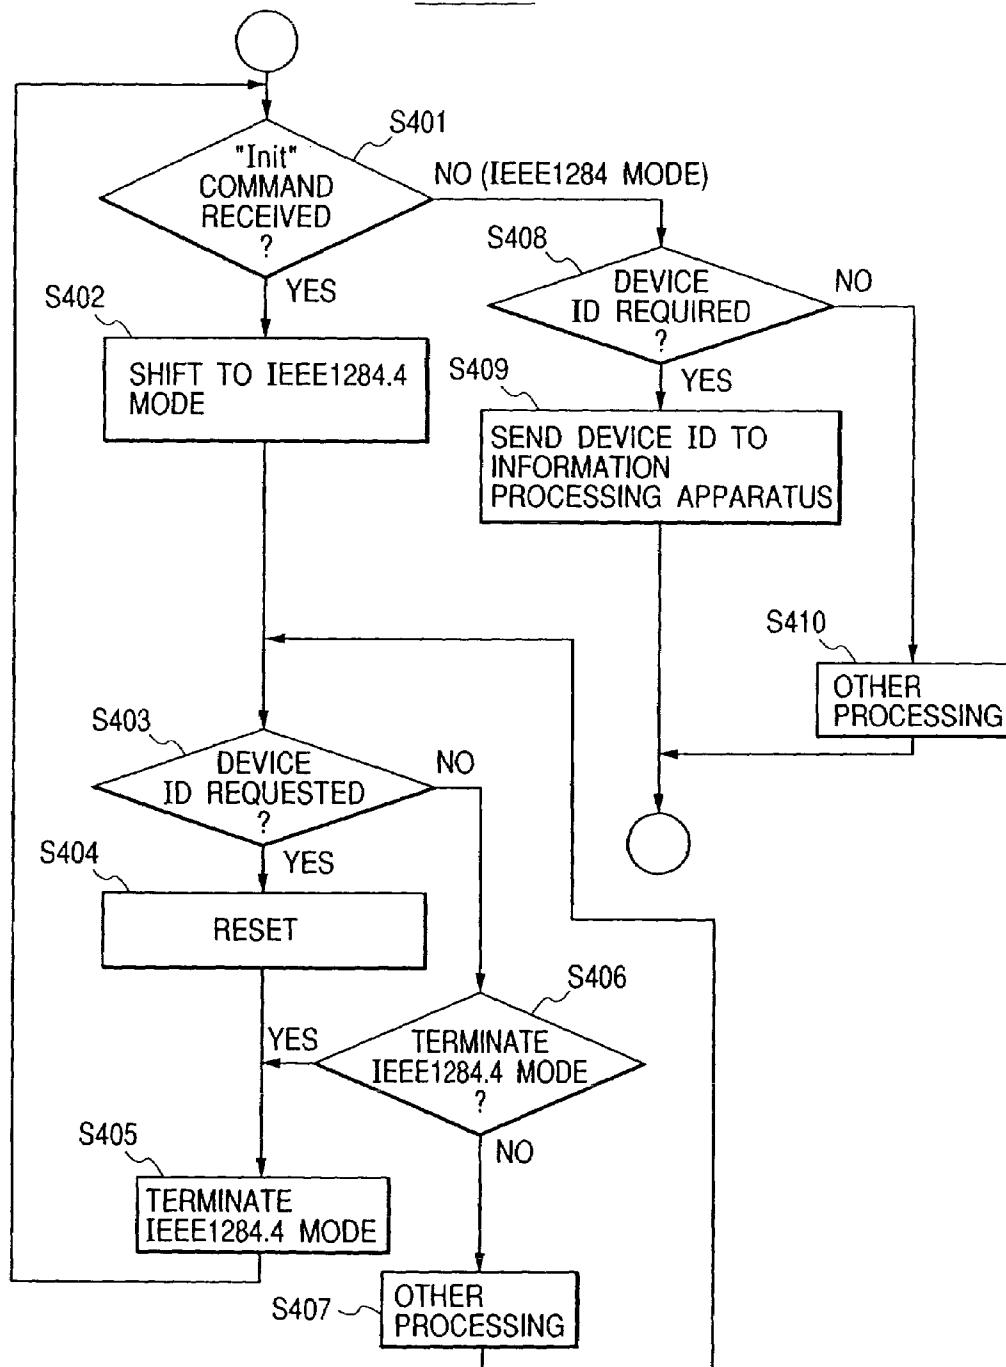 S401
"Init"
COMMAND
RECEIVED
?
NO (IEEE1284 MODE)
YES
S402
SHIFT TO IEEE1284.4
MODE
S408
DEVICE
ID REQUIRED
?
NO
YES
S409
SEND DEVICE ID TO
INFORMATION
PROCESSING APPARATUS
S410
OTHER
PROCESSING
S403
DEVICE
ID REQUESTED
?
NO
YES
S404
RESET
S406
TERMINATE
IEEE1284.4 MODE
?
YES
NO
S405
TERMINATE
IEEE1284.4 MODE
S407
OTHER
PROCESSING